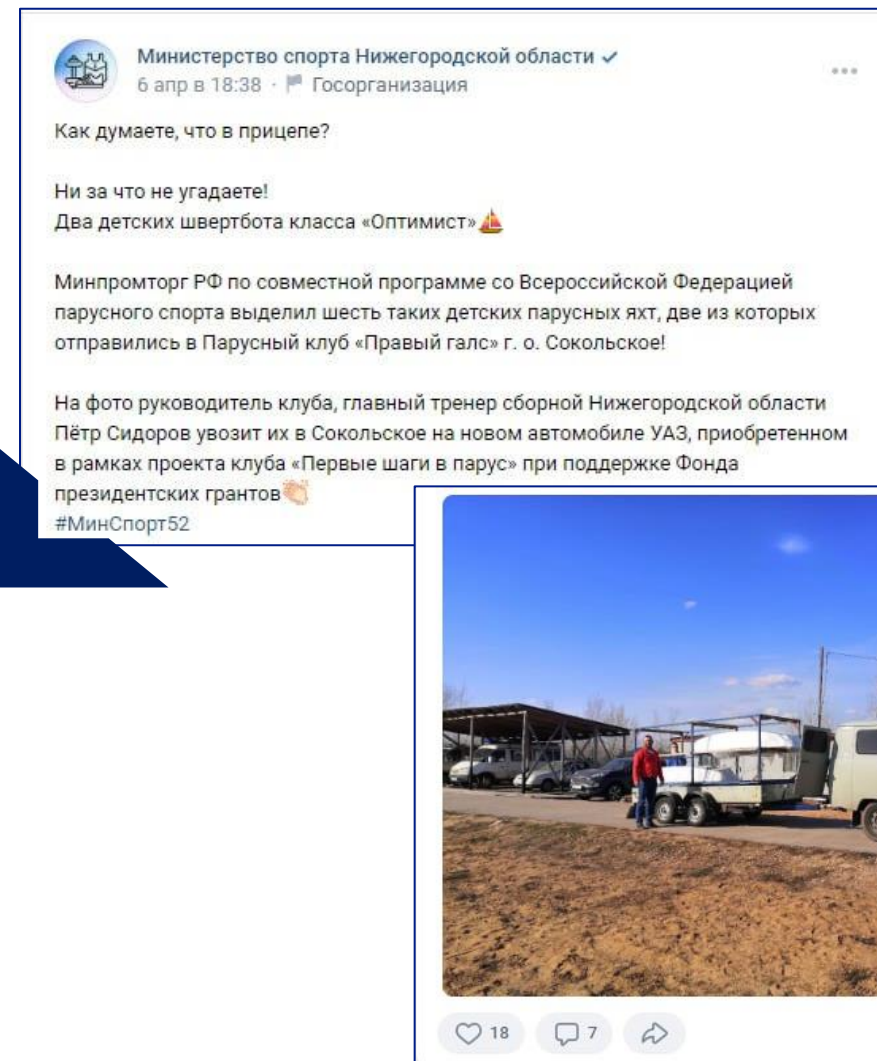 Министерство спорта Нижегородской области
6 апр в 18:38 · Госорганизация
Как думаете, что в прицепе?
Ни за что не угадаете!
Два детских швертбота класса «Оптимист»⛵
Минпромторг РФ по совместной программе со Всероссийской Федерацией
парусного спорта выделил шесть таких детских парусных яхт, две из которых
отправились в Парусный клуб «Правый галс» г. о. Сокольское!
На фото руководитель клуба, главный тренер сборной Нижегородской области
Пётр Сидоров увозит их в Сокольское на новом автомобиле УАЗ, приобретенном
в рамках проекта клуба «Первые шаги в парус» при поддержке Фонда
президентских грантов👏
#МинСпорт52
18 7